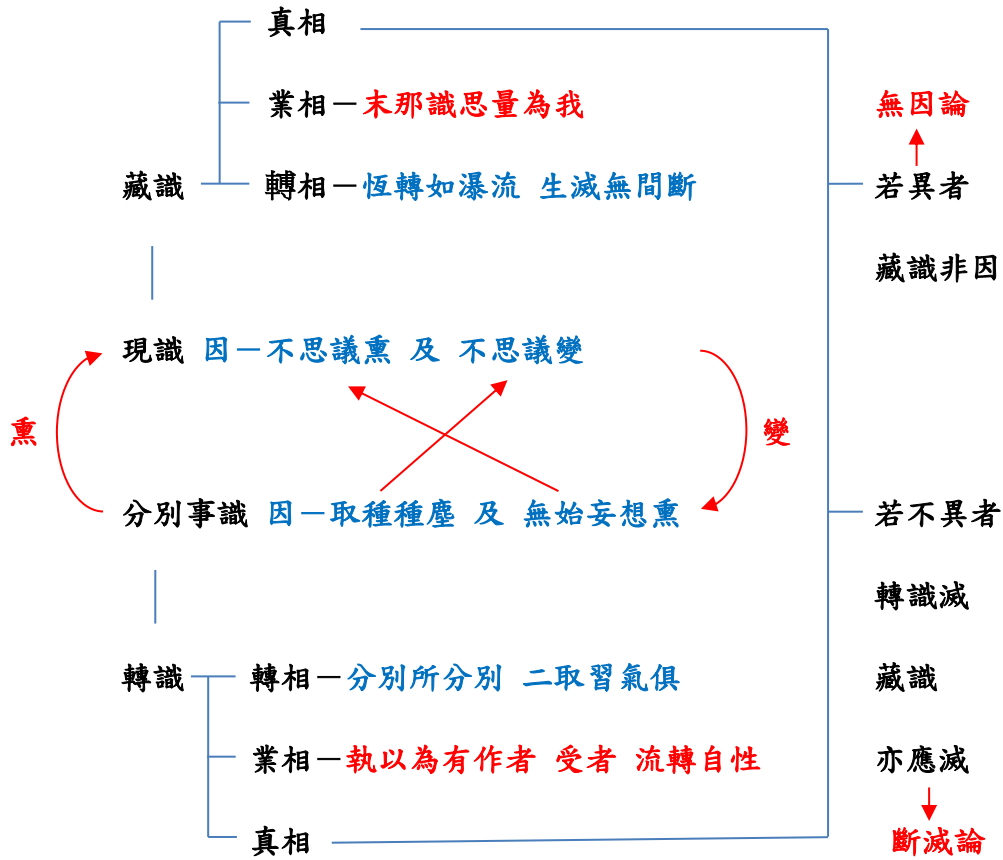 真相
業相－末那識思量為我
無因論
藏識
轉相－恆轉如瀑流 生滅無間斷
若異者
藏識非因
現識 因－不思議熏 及 不思議變
熏
變
分別事識 因－取種種塵 及 無始妄想熏
若不異者
轉識滅
轉識
轉相－分別所分別 二取習氣俱
藏識
業相－執以為有作者 受者 流轉自性
亦應滅
真相
斷滅論